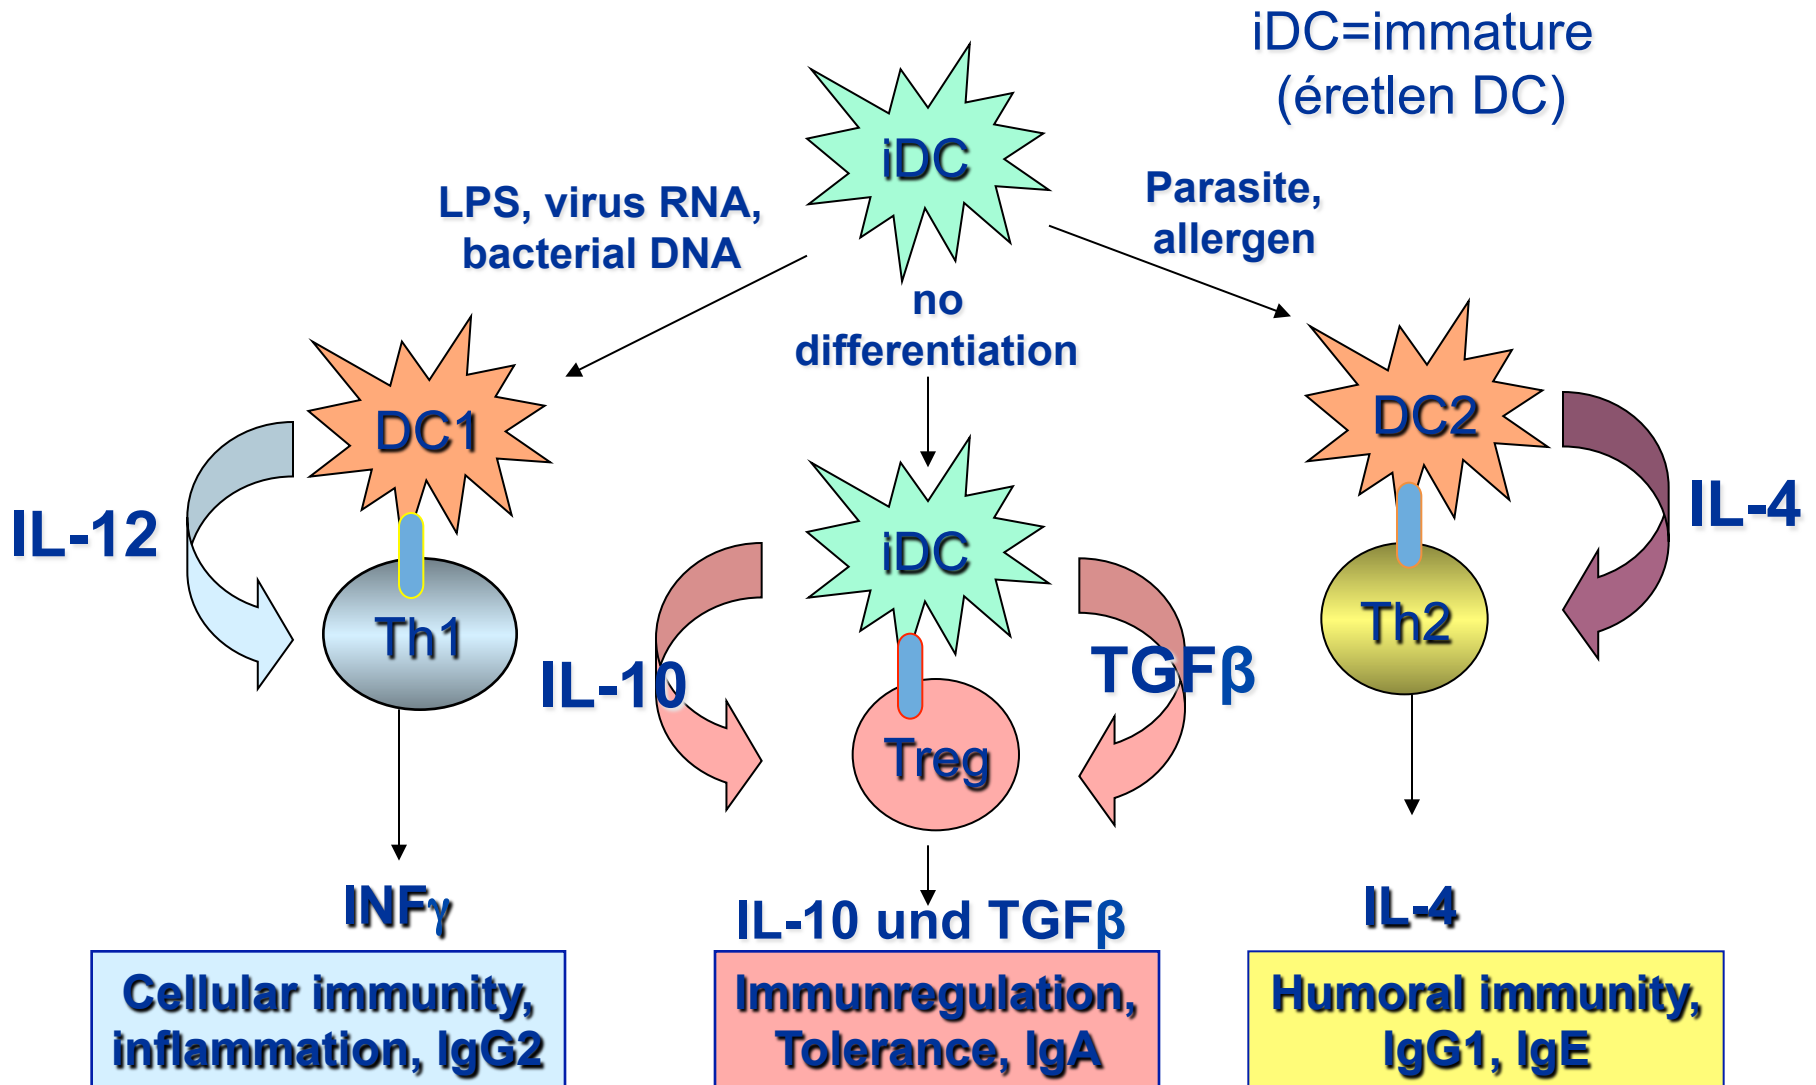 iDC=immature
(éretlen DC)
iDC
LPS, virus RNA,
bacterial DNA
Parasite,
allergen
no
differentiation
DC1
DC2
IL-12
IL-4
iDC
Th1
Th2
IL-10
TGFβ
Treg
INFγ
IL-10 und TGFβ
IL-4
Cellular immunity,
inflammation, IgG2
Immunregulation,
Tolerance, IgA
Humoral immunity,
IgG1, IgE